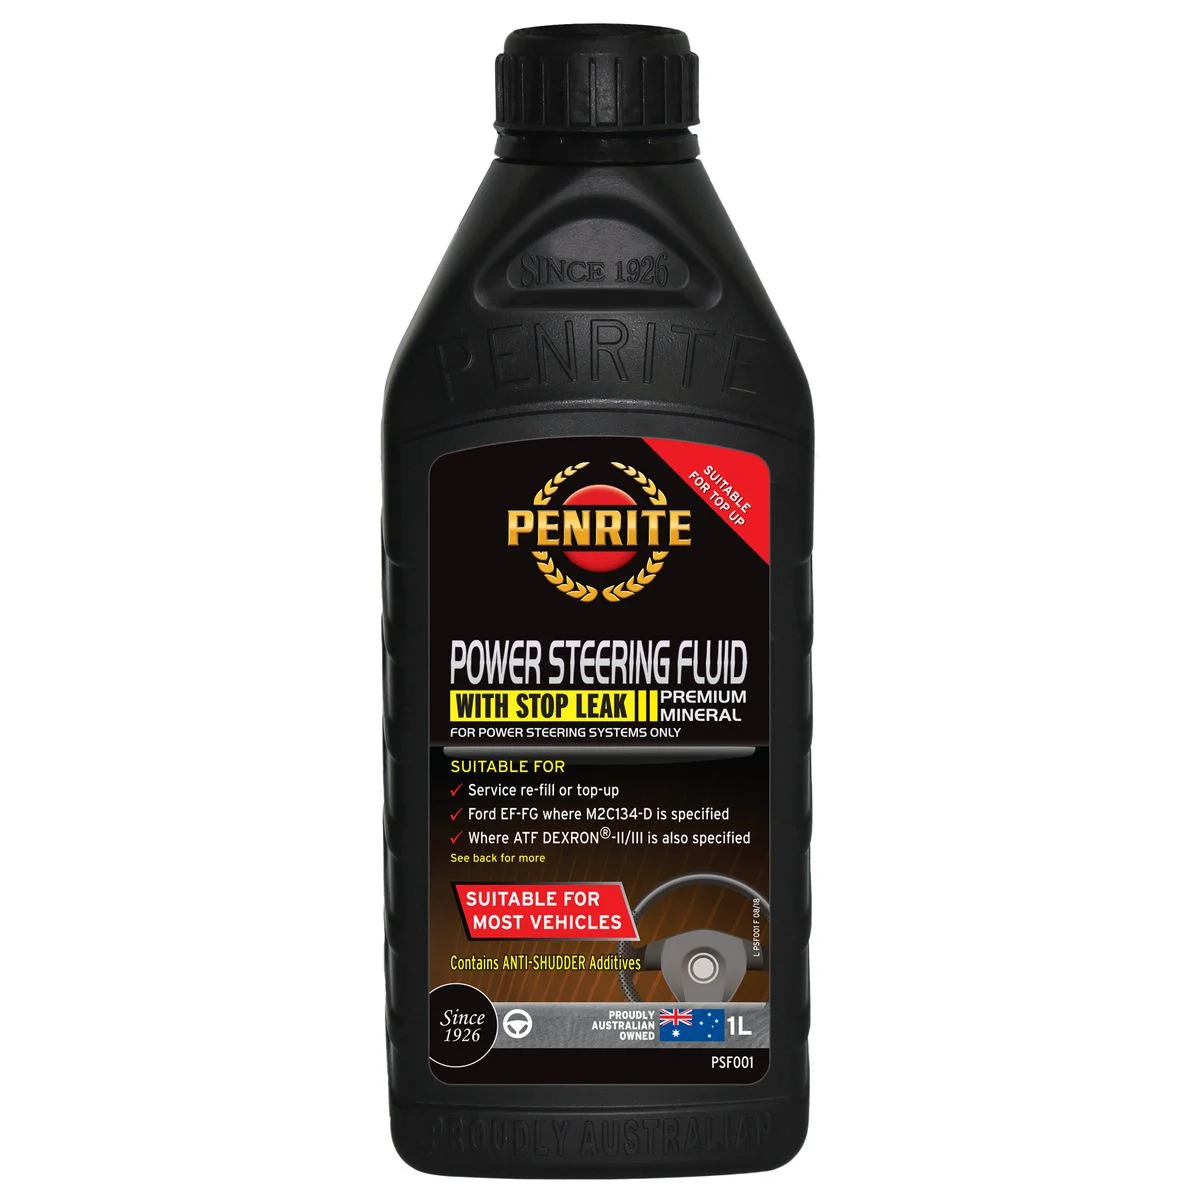 SINCE 1926
PENRITE
SUITABLE
FOR TOP UP
PENRITE
POWER STEERING FLUID
WITH STOP LEAK
PREMIUM
MINERAL
FOR POWER STEERING SYSTEMS ONLY
SUITABLE FOR
✓ Service re-fill or top-up
✓ Ford EF-FG where M2C134-D is specified
✓ Where ATF DEXRON®-II/III is also specified
See back for more
SUITABLE FOR
MOST VEHICLES
L PSF001 F 08/18
Contains ANTI-SHUDDER Additives
Since
1926
PROUDLY
AUSTRALIAN
OWNED
1L
PSF001
PROUDLY AUSTRALIAN